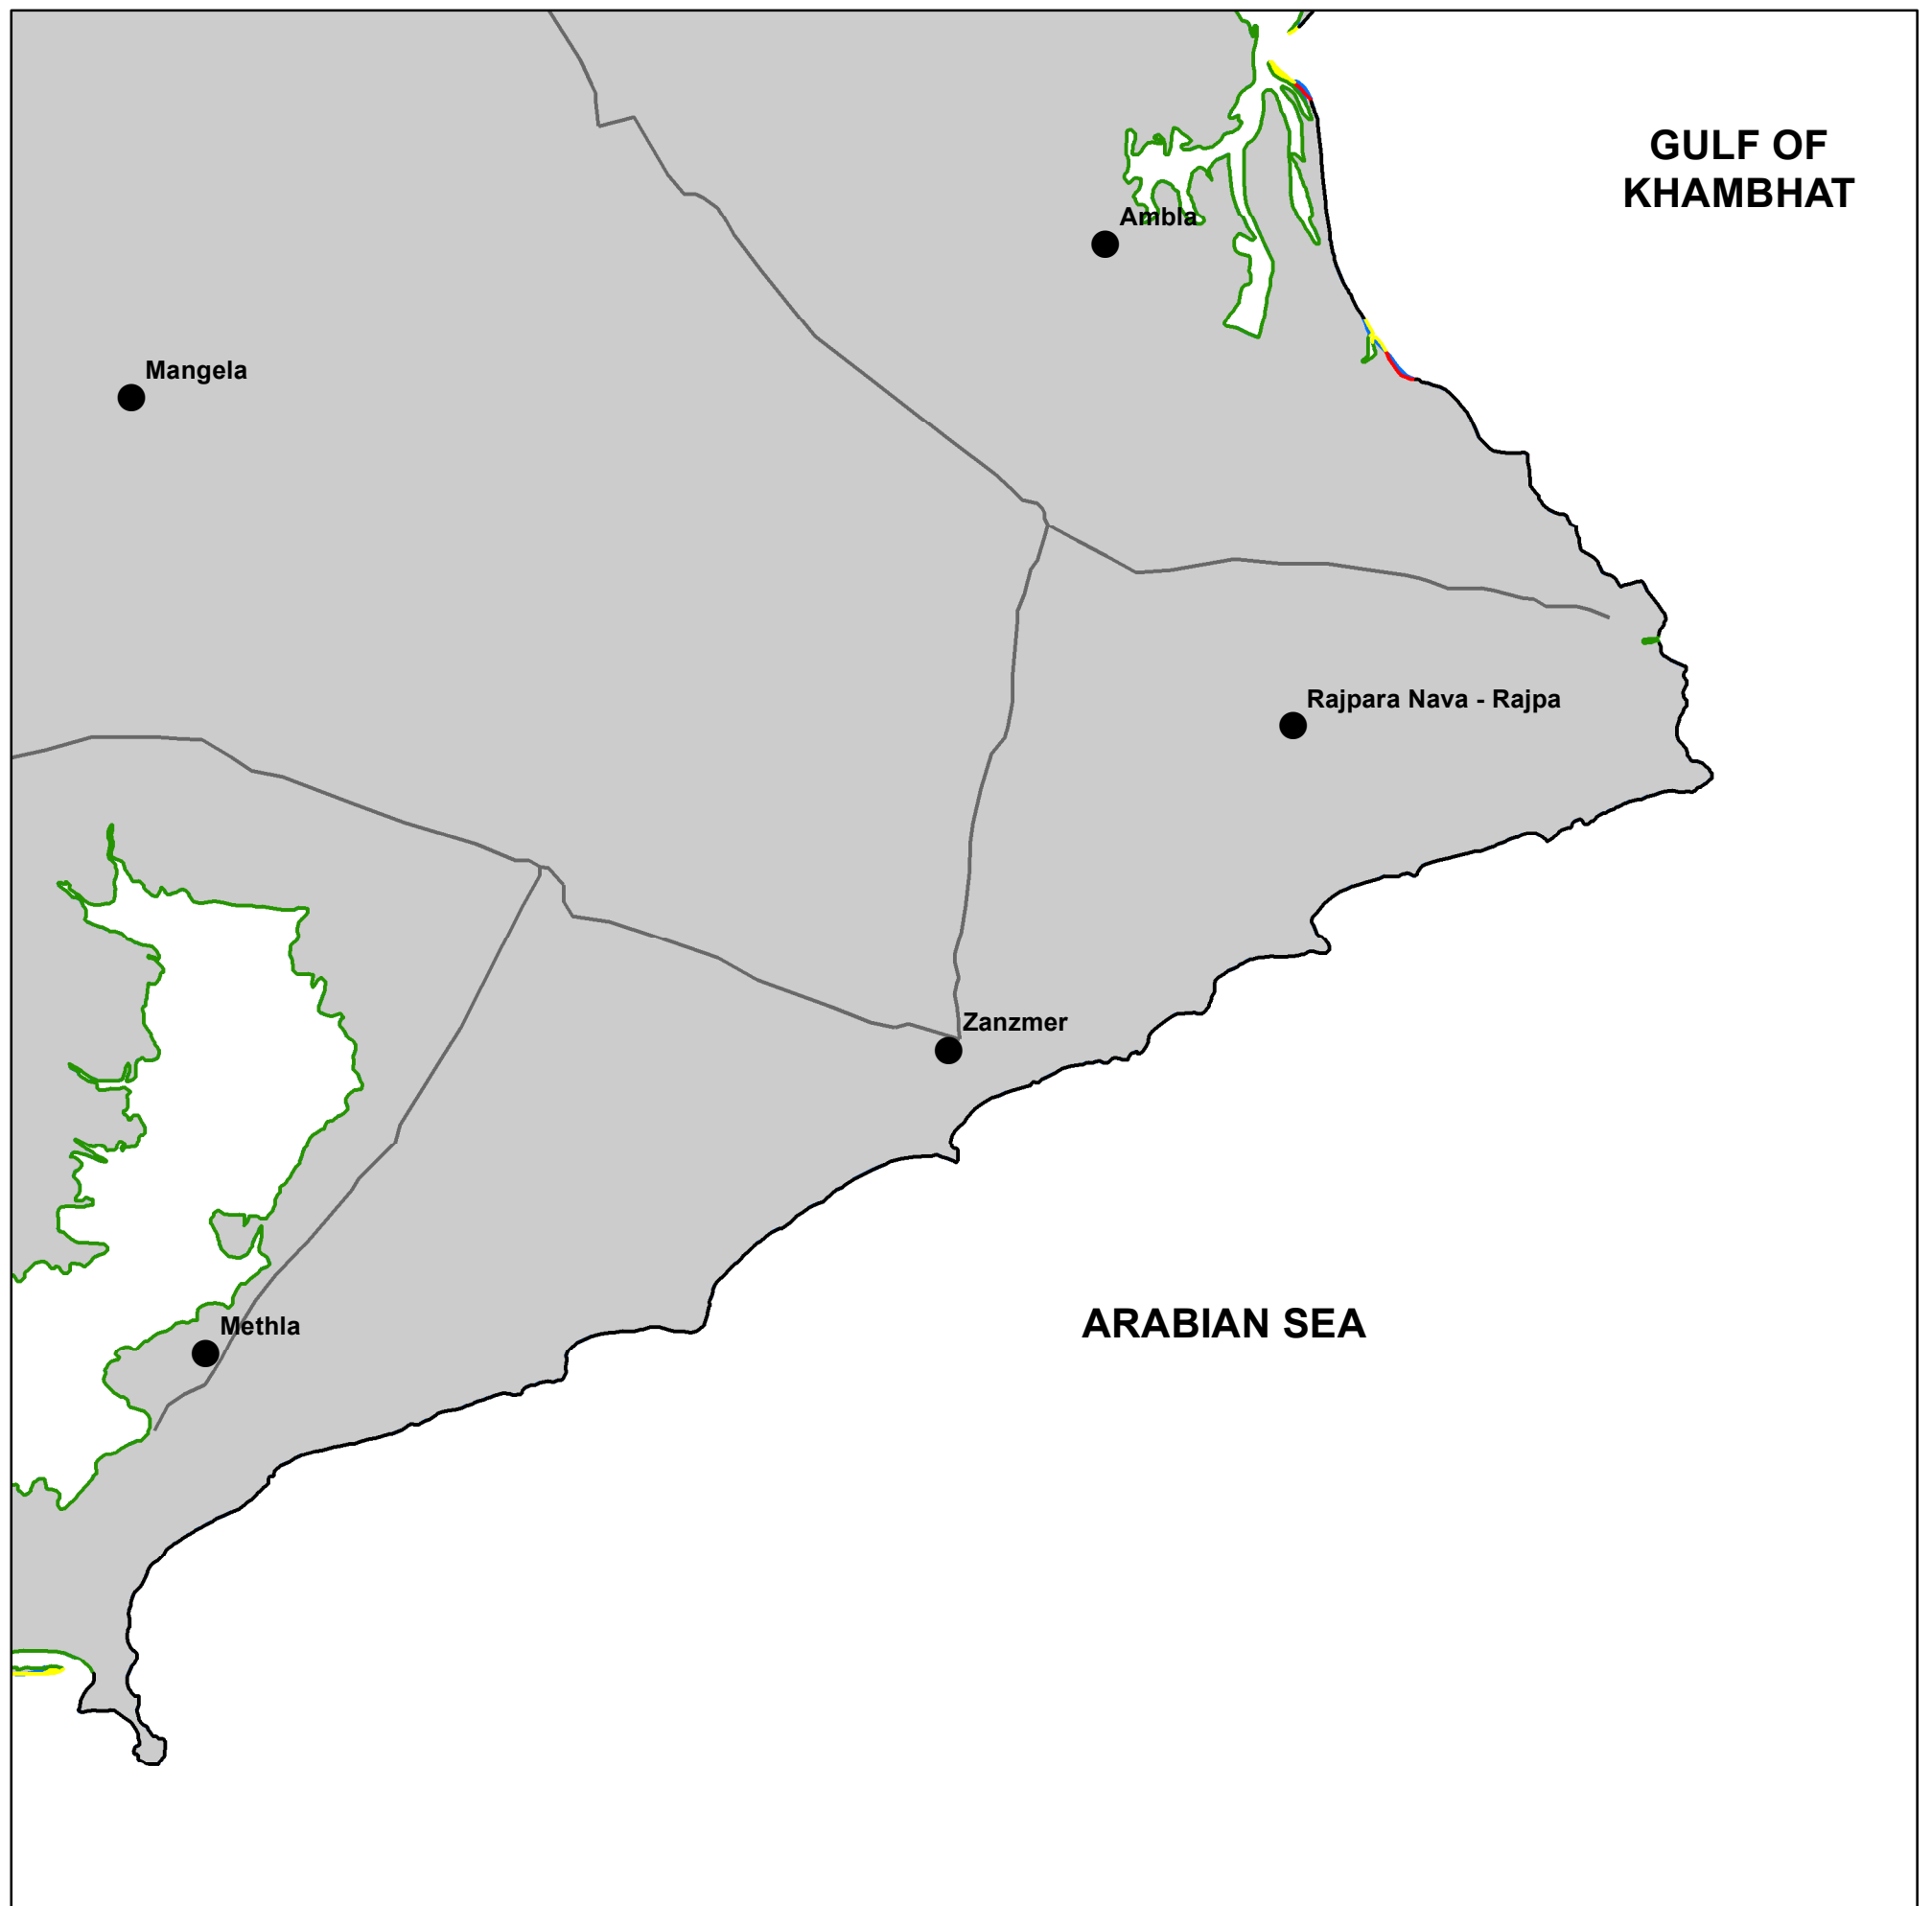 GULF OF
KHAMBHAT
Ambla
Mangela
Rajpara Nava - Rajpa
Zanzmer
ARABIAN SEA
Methla